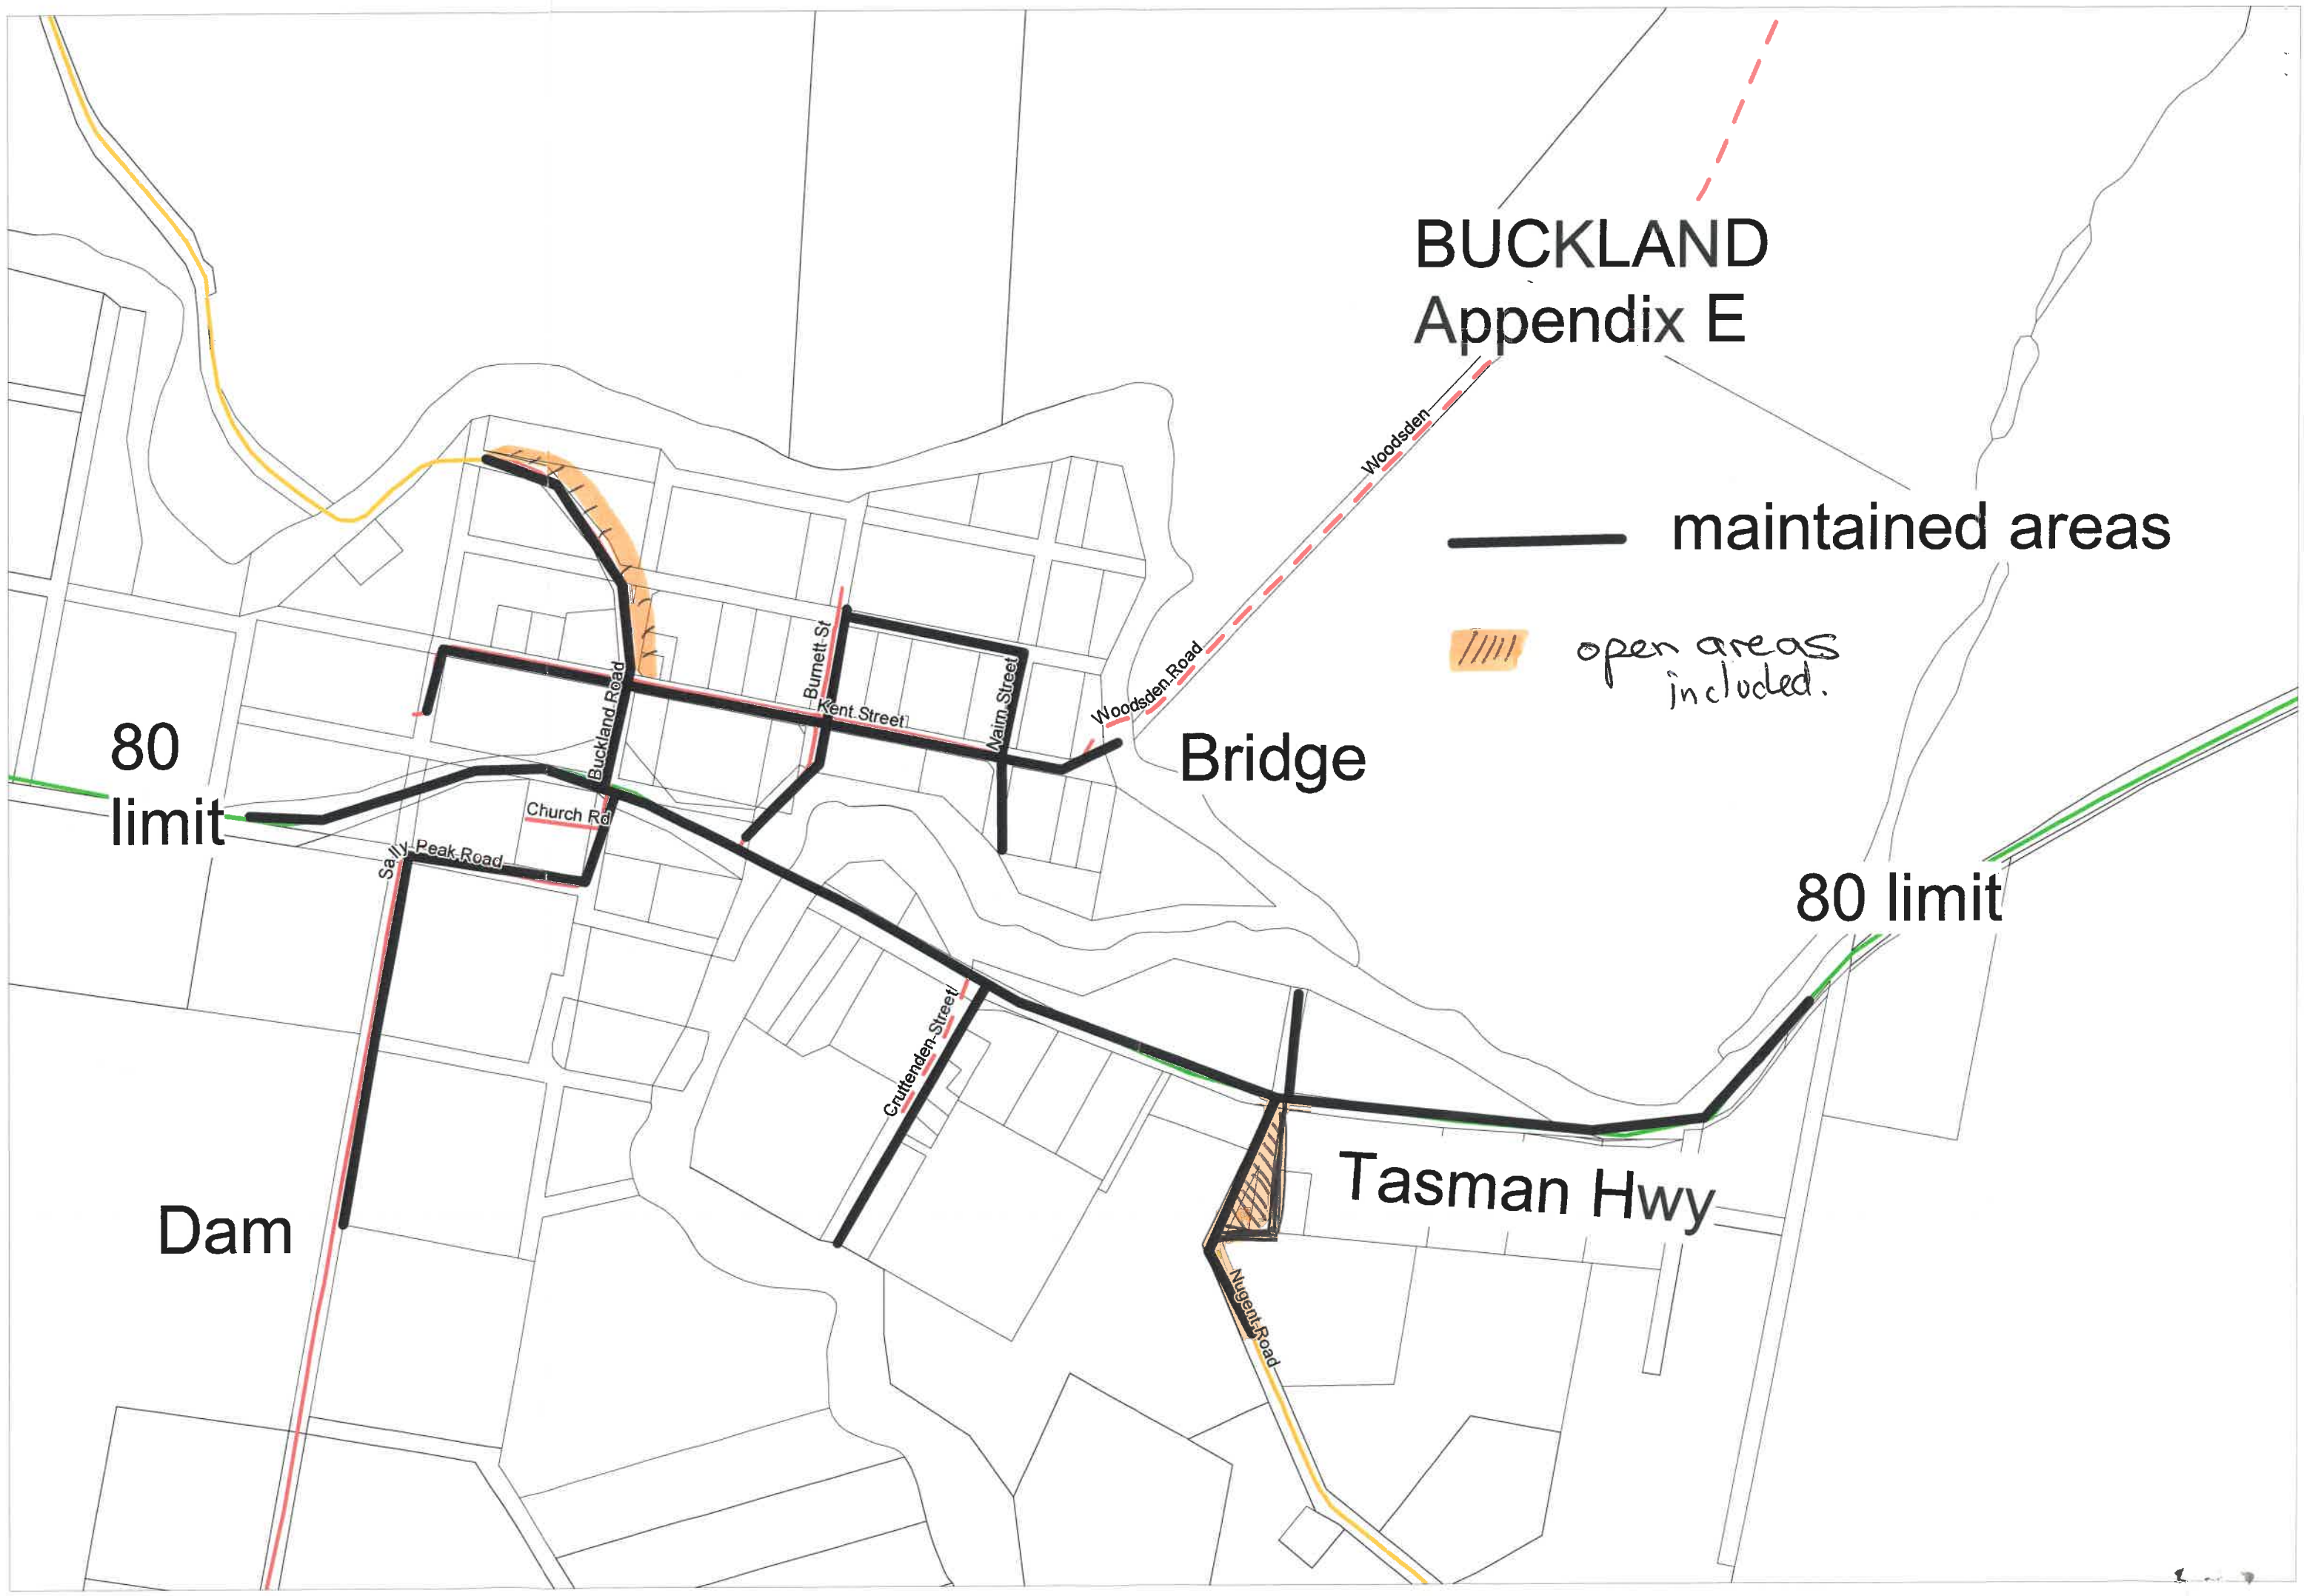 BUCKLAND
Appendix E
Woodsden
maintained areas
open areas
included.
Burnett St
Buckland Road
Nairn Street
Woodsden Road
Kent Street
80
limit
Bridge
Church Rd
Sally Peak Road
80 limit
Cruttenden Street
Tasman Hwy
Dam
Nugent Road